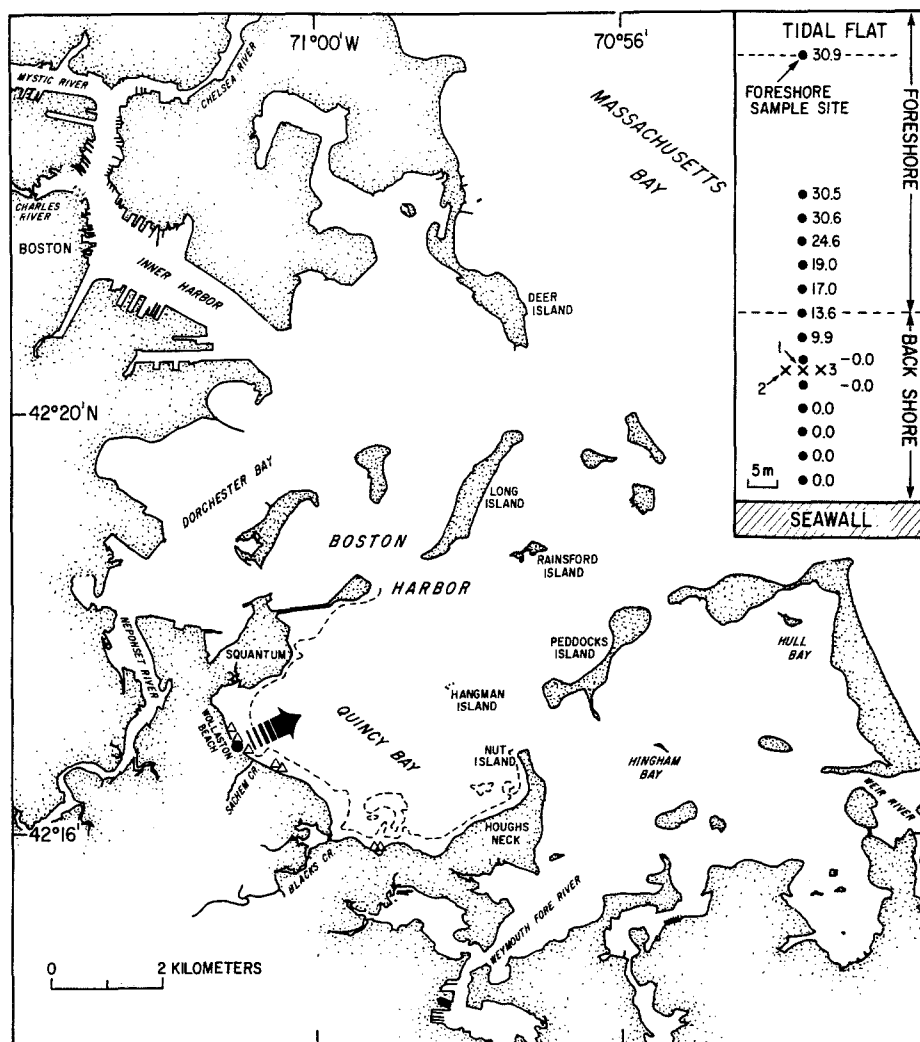 71°00'W
70°56'
MYSTIC RIVER
CHELSEA RIVER
MASSACHUSETTS
BAY
CHARLES
RIVER
BOSTON
INNER HARBOR
DEER
ISLAND
42°20'N
DORCHESTER BAY
LONG
ISLAND
BOSTON
HARBOR
RAINSFORD
ISLAND
NEPONSET RIVER
SQUANTUM
PEDDOCKS
ISLAND
HULL
BAY
HANGMAN
ISLAND
WOLLASTON
BEACH
QUINCY BAY
NUT
ISLAND
HINGHAM
BAY
SACHEM CR.
WEIR RIVER
42°16'
HOUGHS
NECK
BLACKS CR.
WEYMOUTH FORE RIVER
0 2 KILOMETERS
TIDAL FLAT
30.9
FORESHORE
SAMPLE SITE
FORESHORE
30.5
30.6
24.6
19.0
17.0
13.6
9.9
1
0.0
2
3
0.0
0.0
0.0
0.0
0.0
BACK SHORE
5m
SEAWALL